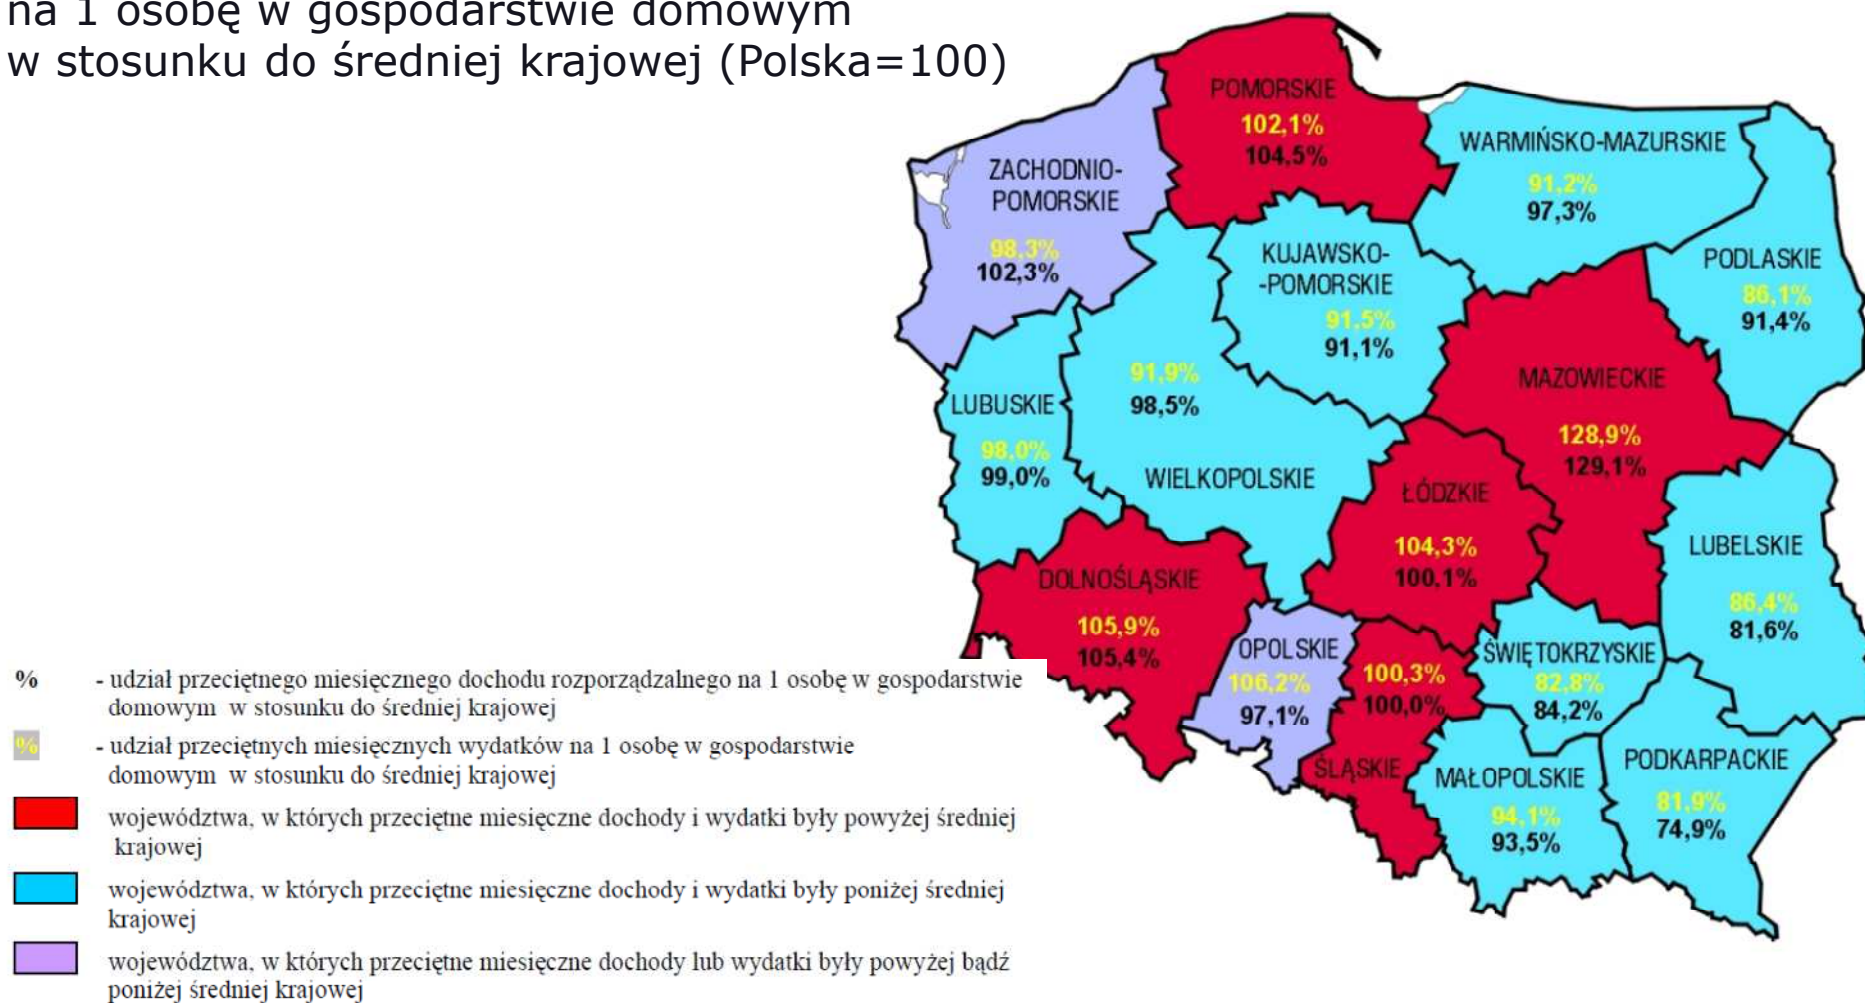 na 1 osobę w gospodarstwie domowym
w stosunku do średniej krajowej (Polska=100)
POMORSKIE
102,1%
104,5%
WARMIŃSKO-MAZURSKIE
91,2%
97,3%
ZACHODNIO-
POMORSKIE
98,3%
102,3%
KUJAWSKO-
-POMORSKIE
91,5%
91,1%
PODLASKIE
86,1%
91,4%
MAZOWIECKIE
128,9%
129,1%
LUBUSKIE
98,0%
99,0%
91,9%
98,5%
WIELKOPOLSKIE
ŁÓDZKIE
104,3%
100,1%
LUBELSKIE
86,4%
81,6%
DOLNOŚLĄSKIE
105,9%
105,4%
OPOLSKIE
106,2%
97,1%
100,3%
100,0%
ŚLĄSKIE
ŚWIĘTOKRZYSKIE
82,8%
84,2%
MAŁOPOLSKIE
94,1%
93,5%
PODKARPACKIE
81,9%
74,9%
% - udział przeciętnego miesięcznego dochodu rozporządzalnego na 1 osobę w gospodarstwie
domowym w stosunku do średniej krajowej
% - udział przeciętnych miesięcznych wydatków na 1 osobę w gospodarstwie
domowym w stosunku do średniej krajowej
województwa, w których przeciętne miesięczne dochody i wydatki były powyżej średniej
krajowej
województwa, w których przeciętne miesięczne dochody i wydatki były poniżej średniej
krajowej
województwa, w których przeciętne miesięczne dochody lub wydatki były powyżej bądź
poniżej średniej krajowej